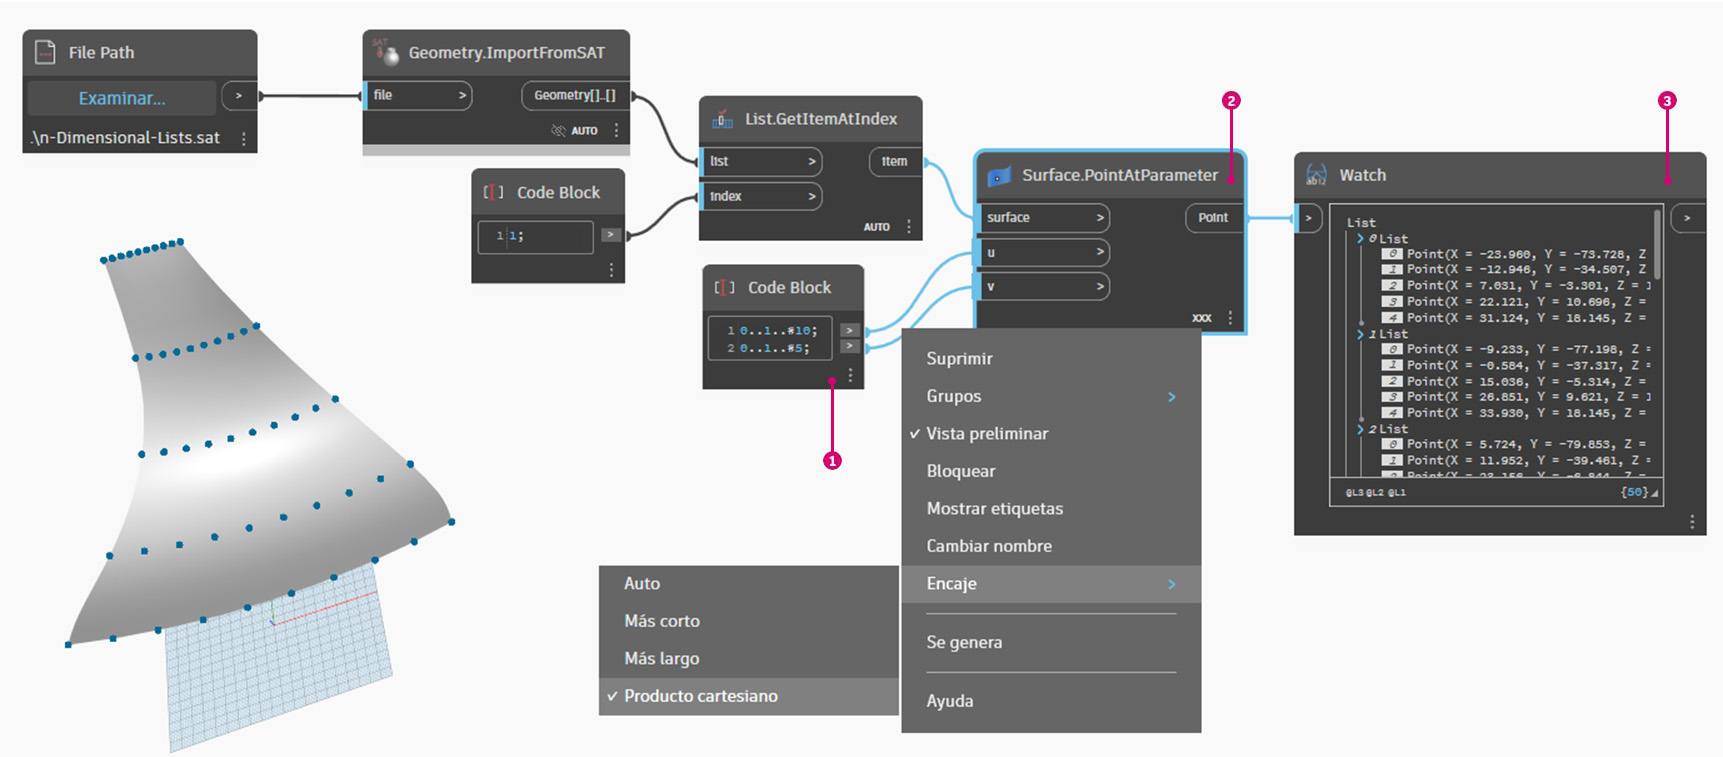 File Path
Examinar...
>
.\n-Dimensional-Lists.sat
SAT
Geometry.ImportFromSAT
file >
Geometry[]..[]
AUTO
Code Block
1 1;
>
List.GetItemAtIndex
list >
item
index >
AUTO
Code Block
1 0..1..#10; >
2 0..1..#5; >
1
2
Surface.PointAtParameter
surface >
Point
u >
v >
xxx
3
Watch
>
>
List
0 List
0 Point(X = -23.960, Y = -73.728, Z
1 Point(X = -12.946, Y = -34.507, Z
2 Point(X = 7.031, Y = -3.301, Z = 1
3 Point(X = 22.121, Y = 10.696, Z =
4 Point(X = 31.124, Y = 18.145, Z =
1 List
0 Point(X = -9.233, Y = -77.198, Z =
1 Point(X = -0.584, Y = -37.317, Z =
2 Point(X = 15.036, Y = -5.314, Z =
3 Point(X = 26.851, Y = 9.621, Z = 1
4 Point(X = 33.930, Y = 18.145, Z =
2 List
0 Point(X = 5.724, Y = -79.853, Z =
1 Point(X = 11.952, Y = -39.461, Z =
@L3 @L2 @L1
{50}
Suprimir
Grupos >
✓ Vista preliminar
Bloquear
Mostrar etiquetas
Cambiar nombre
Encaje >
Se genera
Ayuda
Auto
Más corto
Más largo
✓ Producto cartesiano